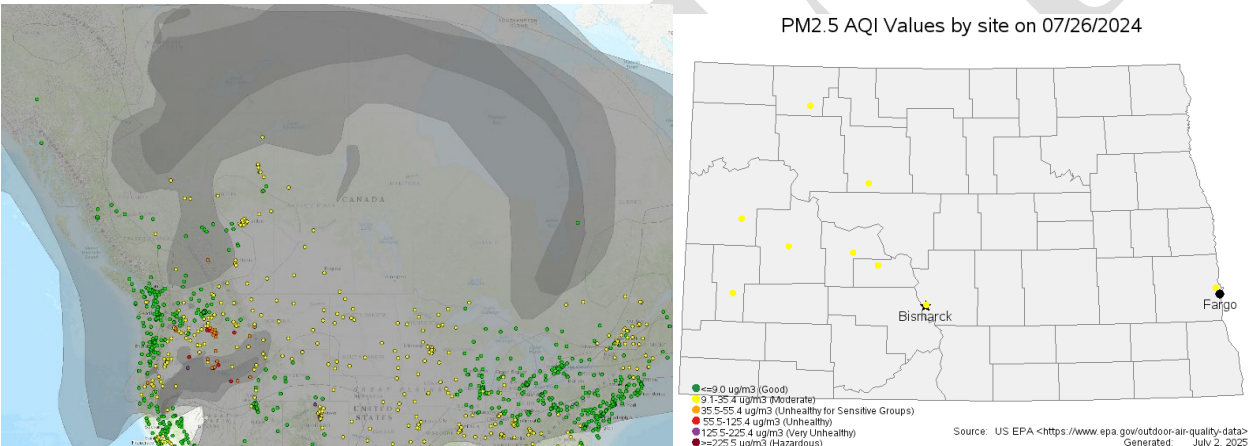 CANADA
UNITED
STATES
PM2.5 AQI Values by site on 07/26/2024
Bismarck
Fargo
<=9.0 ug/m3 (Good)
9.1-35.4 ug/m3 (Moderate)
35.5-55.4 ug/m3 (Unhealthy for Sensitive Groups)
55.5-125.4 ug/m3 (Unhealthy)
125.5-225.4 ug/m3 (Very Unhealthy)
>=225.5 ug/m3 (Hazardous)
Source: US EPA <https://www.epa.gov/outdoor-air-quality-data>
Generated: July 2, 2025